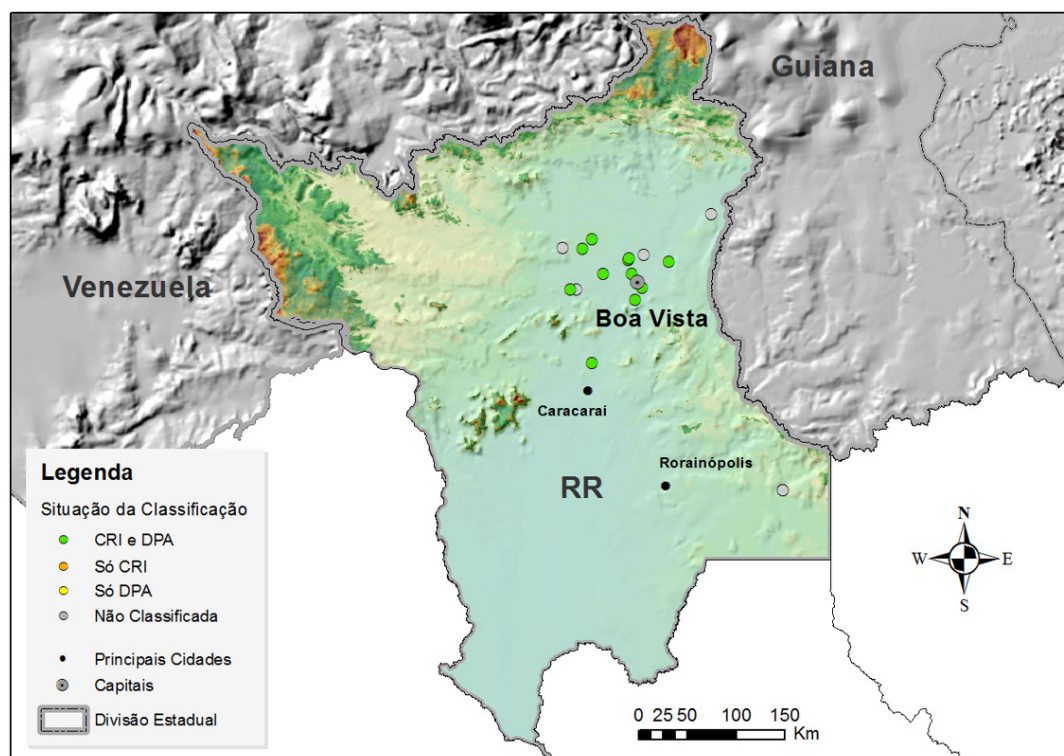 Guiana
Venezuela
Boa Vista
Caracaraí
Rorainópolis
RR
Legenda
Situação da Classificação
CRI e DPA
Só CRI
Só DPA
Não Classificada
Principais Cidades
Capitais
Divisão Estadual
N
W
E
S
0 25 50 100 150
Km